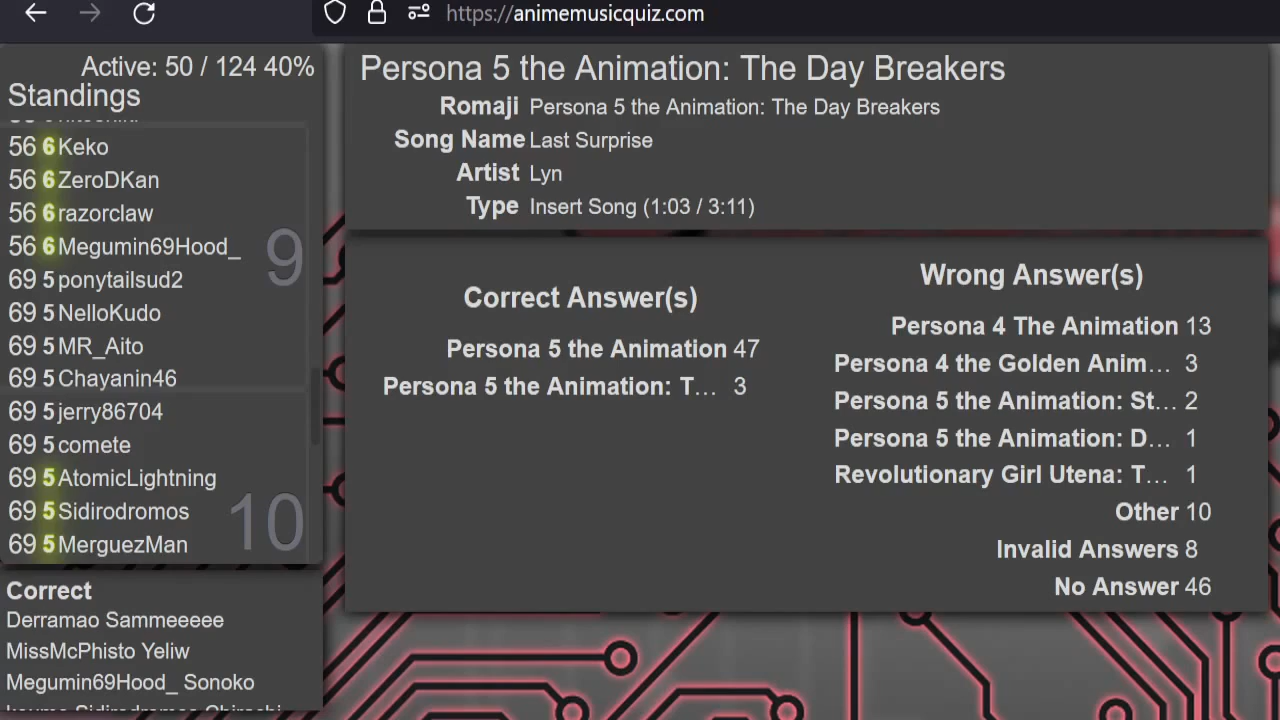 https://animemusicquiz.com
Active: 50 / 124 40%
Standings
56 6 Keko
56 6 ZeroDKan
56 6 razorclaw
56 6 Megumin69Hood_
9
69 5 ponytailsud2
69 5 NelloKudo
69 5 MR_Aito
69 5 Chayanin46
69 5 jerry86704
69 5 comete
69 5 AtomicLightning
69 5 Sidirodromos
69 5 MerguezMan
10
Correct
Derramao Sammeeeee
MissMcPhisto Yeliw
Megumin69Hood_ Sonoko
Persona 5 the Animation: The Day Breakers
Romaji Persona 5 the Animation: The Day Breakers
Song Name Last Surprise
Artist Lyn
Type Insert Song (1:03 / 3:11)
Correct Answer(s)
Persona 5 the Animation 47
Persona 5 the Animation: T… 3
Wrong Answer(s)
Persona 4 The Animation 13
Persona 4 the Golden Anim… 3
Persona 5 the Animation: St… 2
Persona 5 the Animation: D… 1
Revolutionary Girl Utena: T… 1
Other 10
Invalid Answers 8
No Answer 46